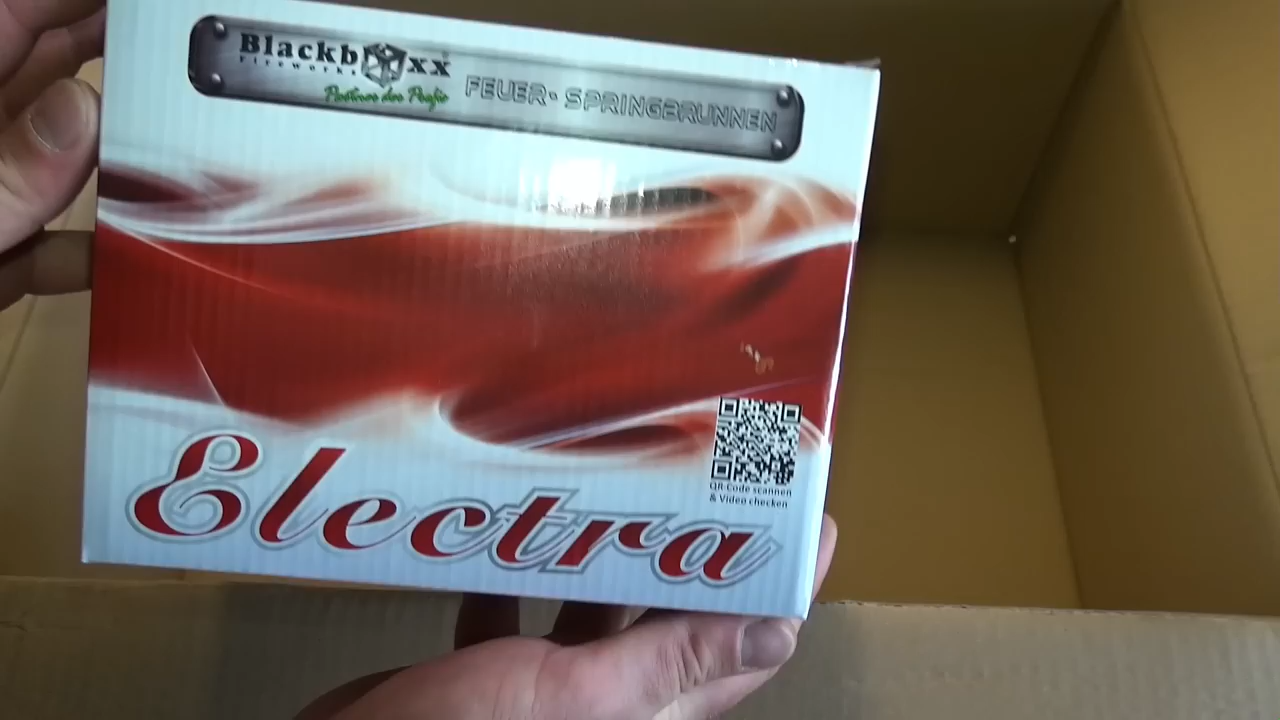 Blackboxx
Fireworks
Partner der Profis
FEUER- SPRINGBRUNNEN
QR-Code scannen
& Video checken
Electra